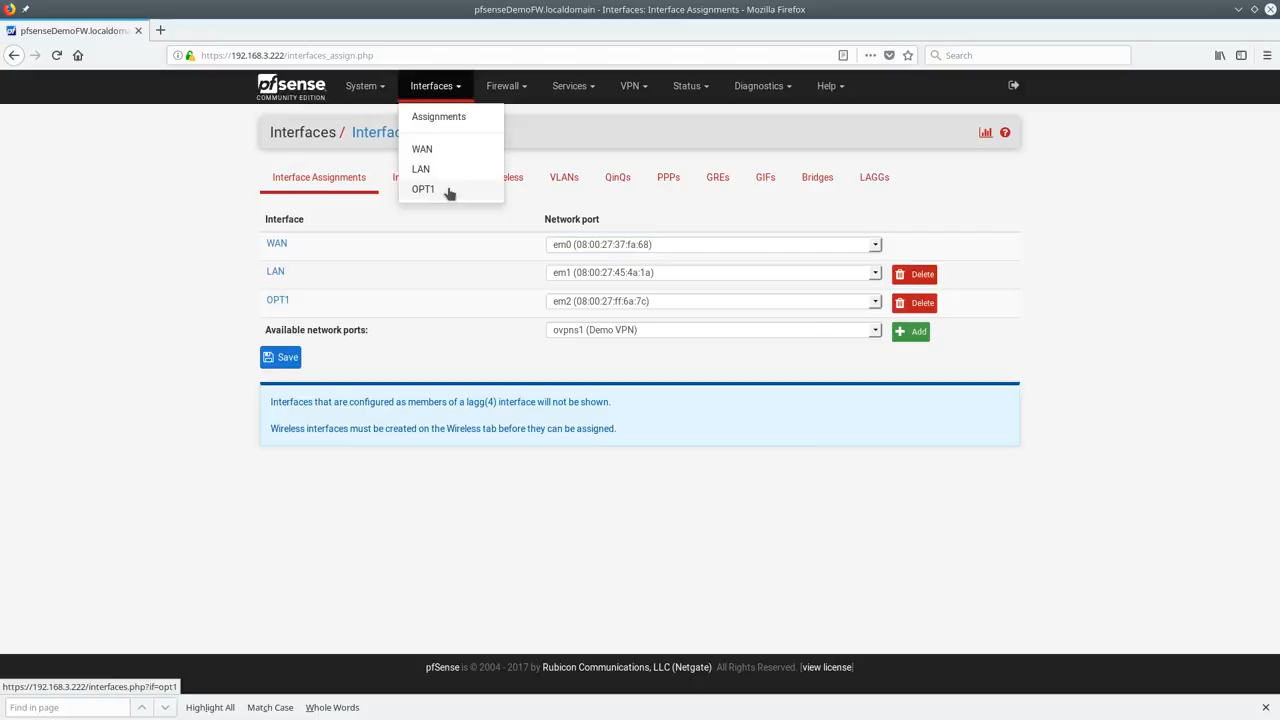 pfsenseDemoFW.localdomain - Interfaces: Interface Assignments - Mozilla Firefox
pfsenseDemoFW.localdoma
https://192.168.3.222/interfaces_assign.php
Search
pfsense
COMMUNITY EDITION
System
Interfaces
Firewall
Services
VPN
Status
Diagnostics
Help
Assignments
WAN
LAN
OPT1
Interfaces / Interfac
Interface Assignments
In
eless
VLANs
QinQs
PPPs
GREs
GIFs
Bridges
LAGGs
Interface Network port
WAN em0 (08:00:27:37:fa:68)
LAN em1 (08:00:27:45:4a:1a) Delete
OPT1 em2 (08:00:27:ff:6a:7c) Delete
Available network ports: ovpns1 (Demo VPN) Add
Save
Interfaces that are configured as members of a lagg(4) interface will not be shown.
Wireless interfaces must be created on the Wireless tab before they can be assigned.
pfSense is © 2004 - 2017 by Rubicon Communications, LLC (Netgate). All Rights Reserved. [view license]
https://192.168.3.222/interfaces.php?if=opt1
Find in page
Highlight All
Match Case
Whole Words